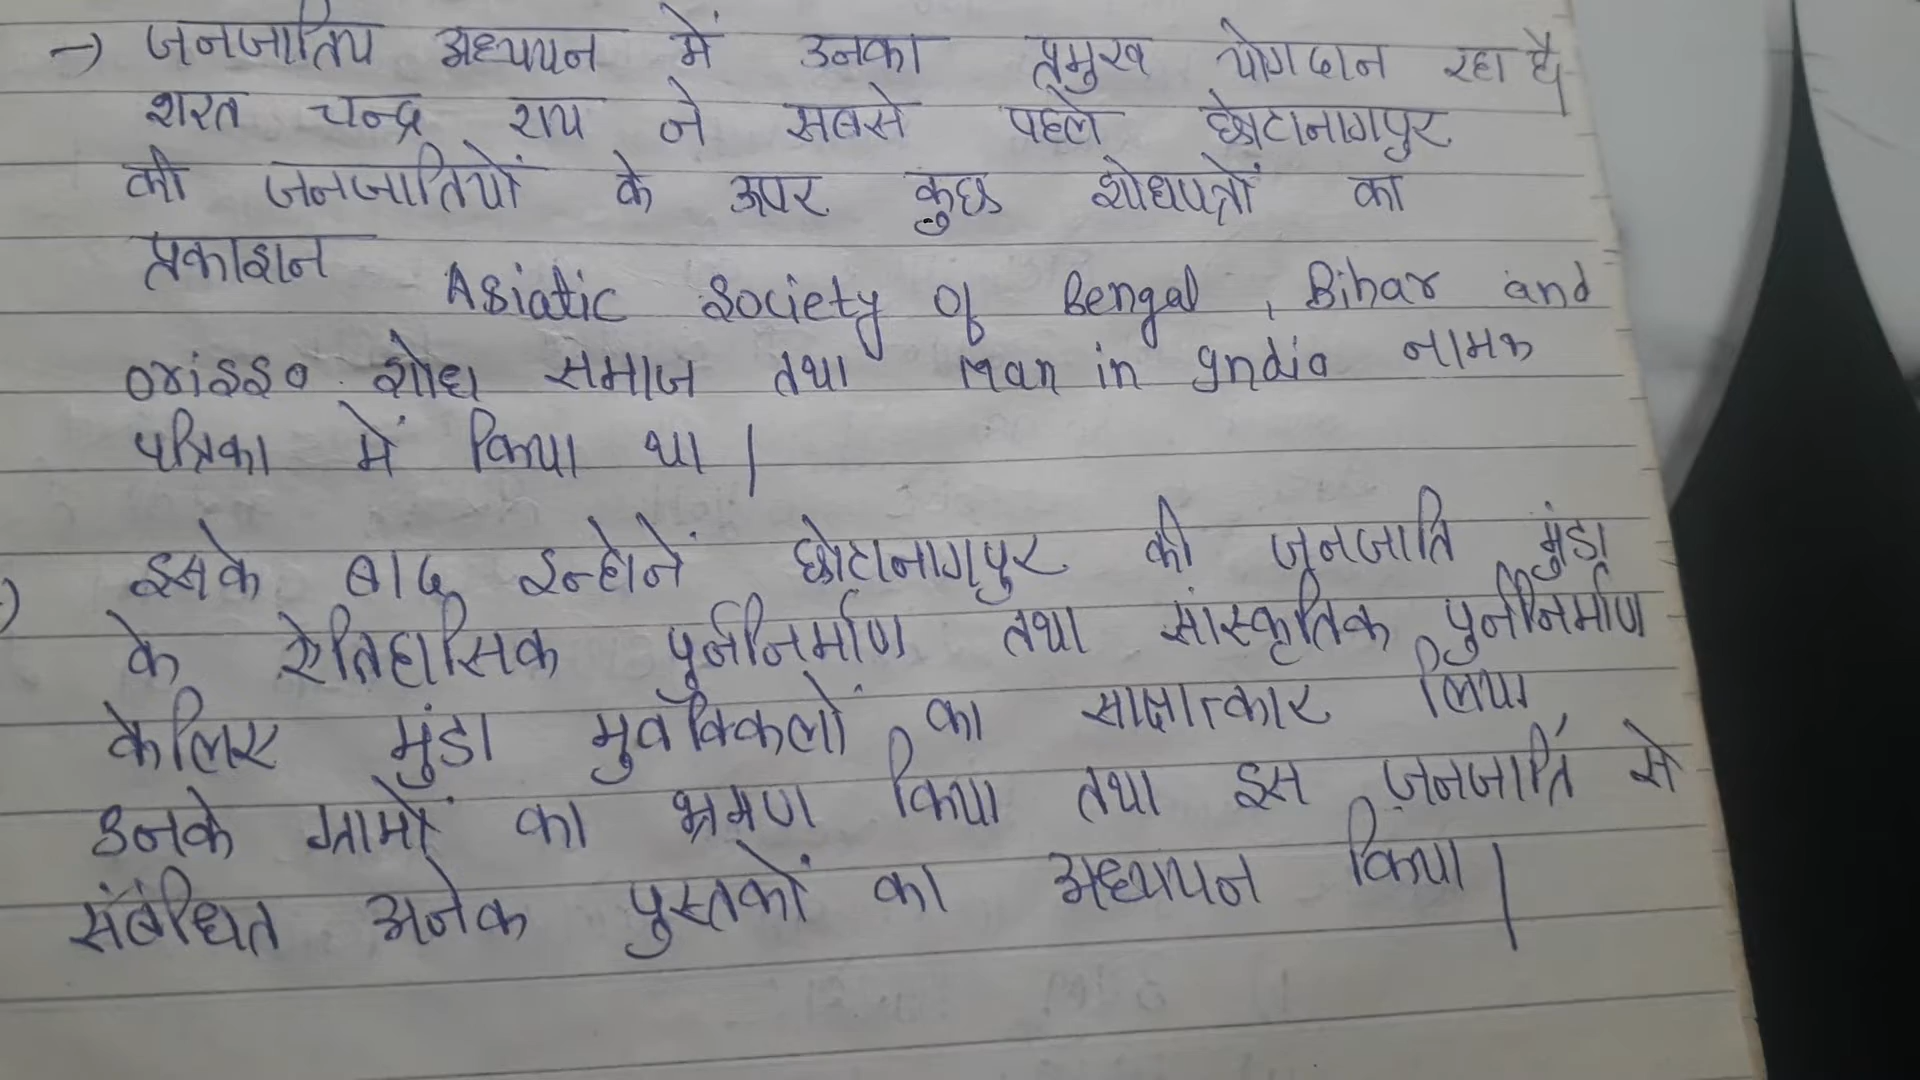 → जनजातिय अध्ययन में उनका प्रमुख योगदान रहा है।
शरत चन्द्र राय ने सबसे पहले छोटानागपुर
की जनजातियों के ऊपर कुछ शोधपत्रों का
प्रकाशन Asiatic Society of Bengal, Bihar and
orissa शोध समाज तथा Man in India नामक
पत्रिका में किया था।
इसके बाद इन्होनें छोटानागपुर की जनजाति मुंडा
के ऐतिहासिक पुर्ननिर्माण तथा सांस्कृतिक पुर्ननिर्माण
केलिए मुंडा मुवक्किलों का साक्षात्कार लिया
उनके ग्रामों का भ्रमण किया तथा इस जनजाति से
संबंधित अनेक पुस्तकों का अध्ययन किया।